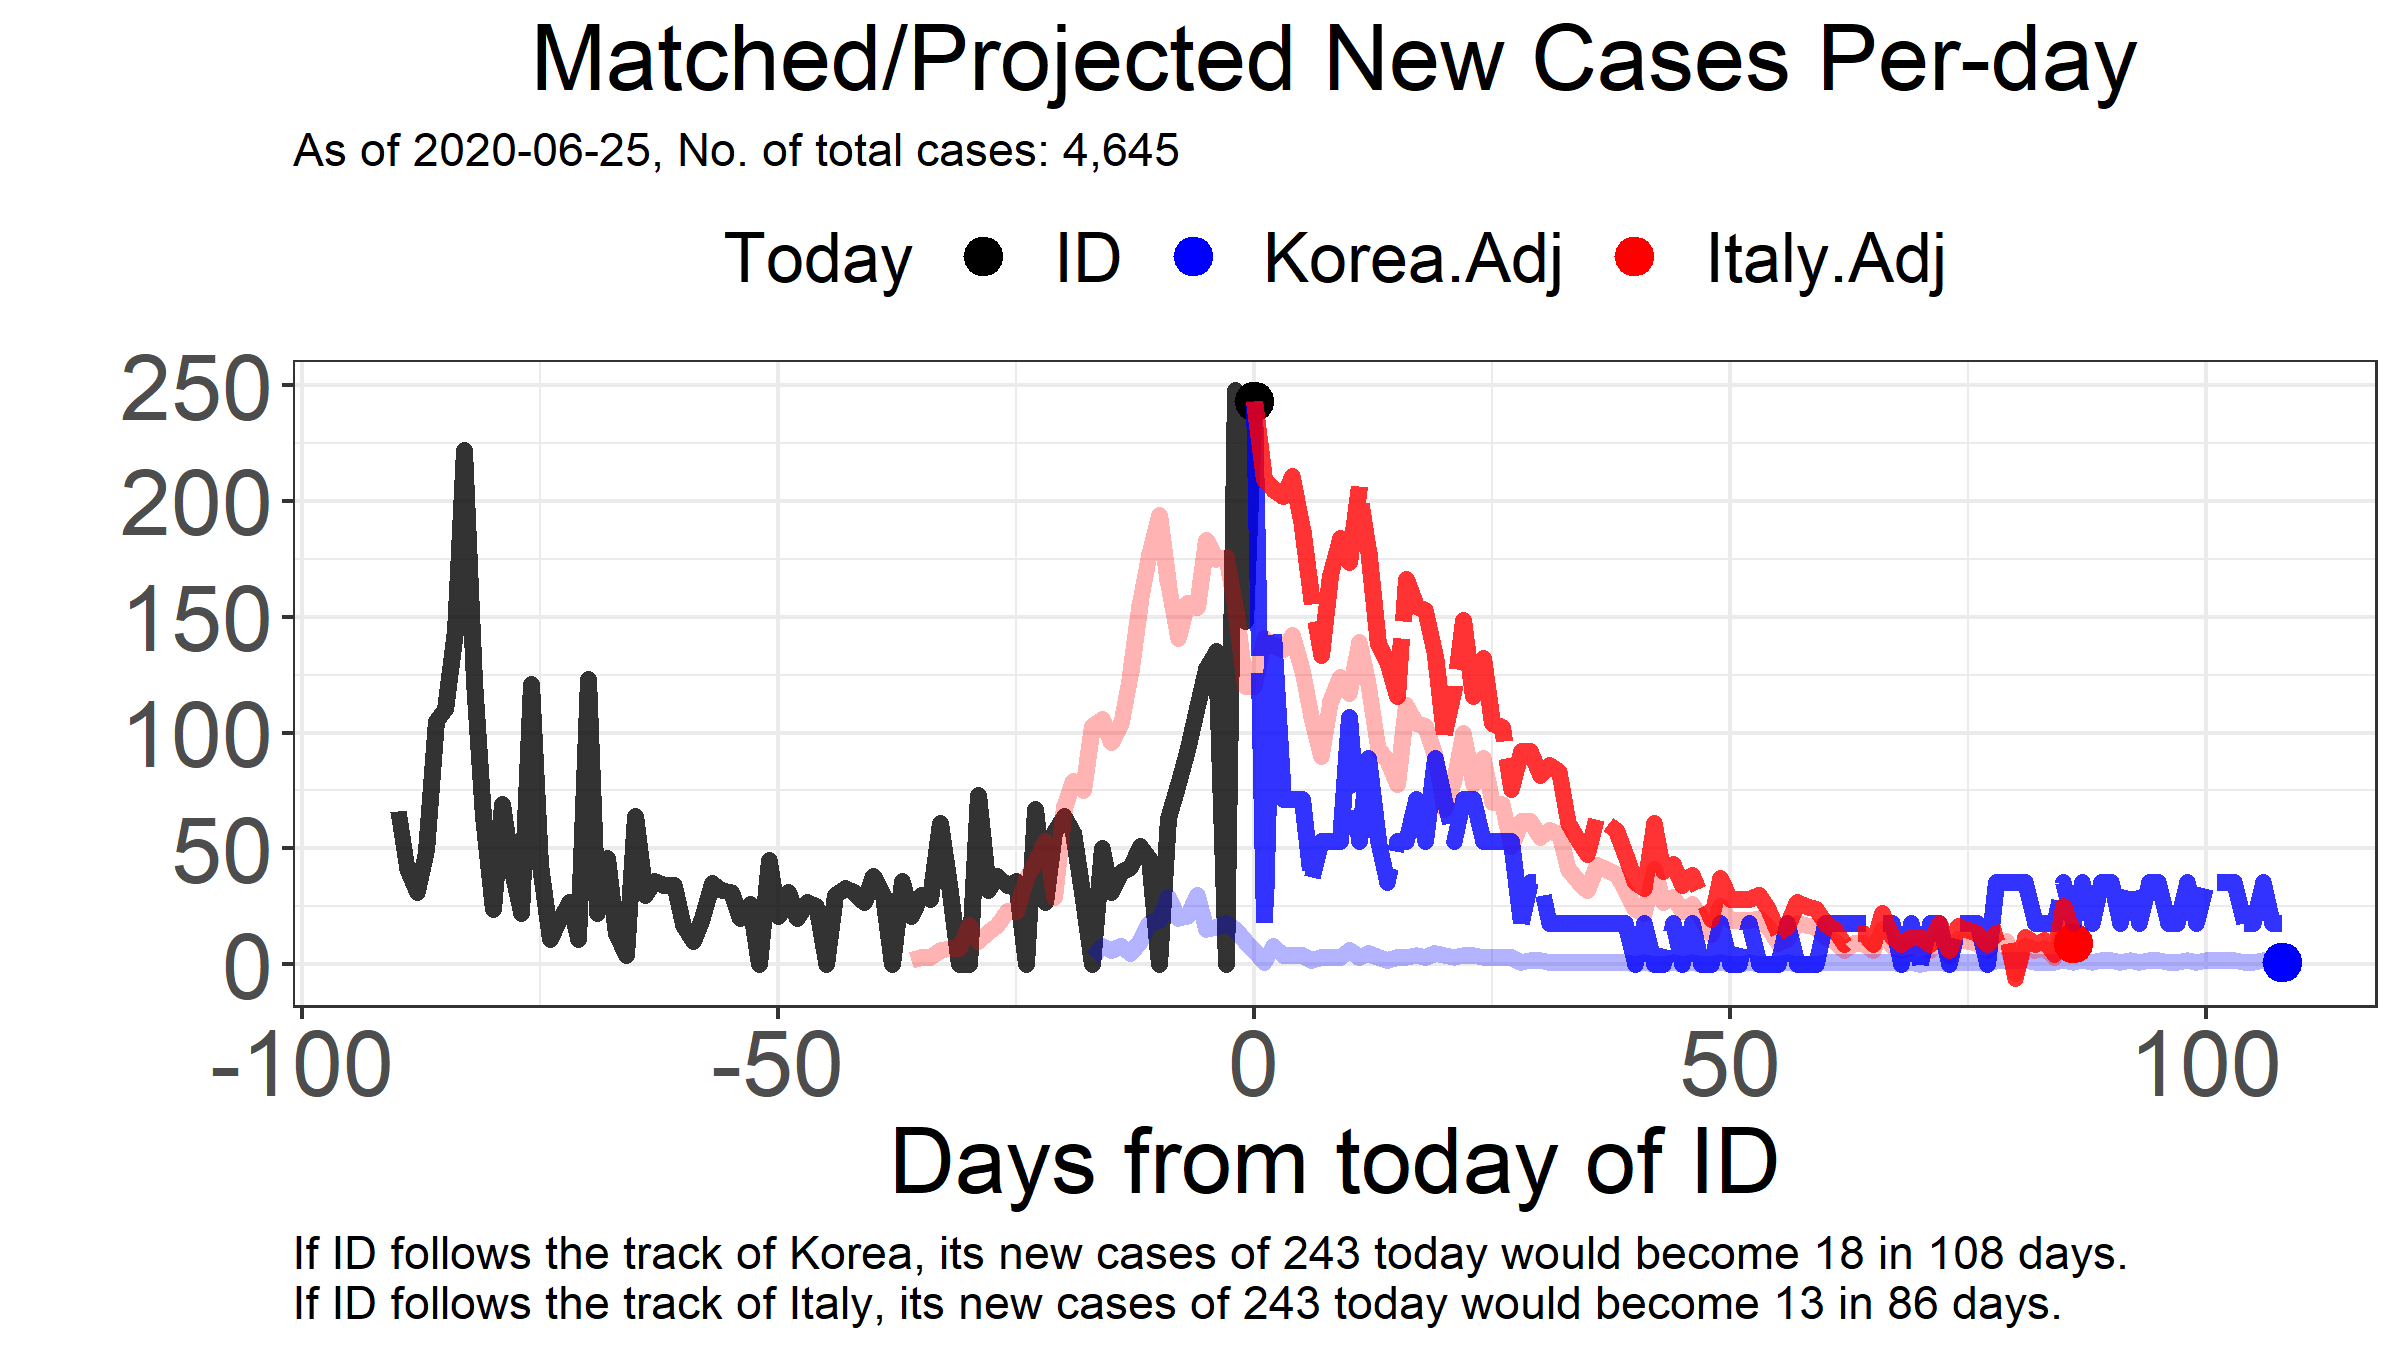 Matched/Projected New Cases Per-day
As of 2020-06-25, No. of total cases: 4,645
Today ID Korea.Adj Italy.Adj
250
200
150
100
50
0
-100 -50 0 50 100
Days from today of ID
If ID follows the track of Korea, its new cases of 243 today would become 18 in 108 days.
If ID follows the track of Italy, its new cases of 243 today would become 13 in 86 days.